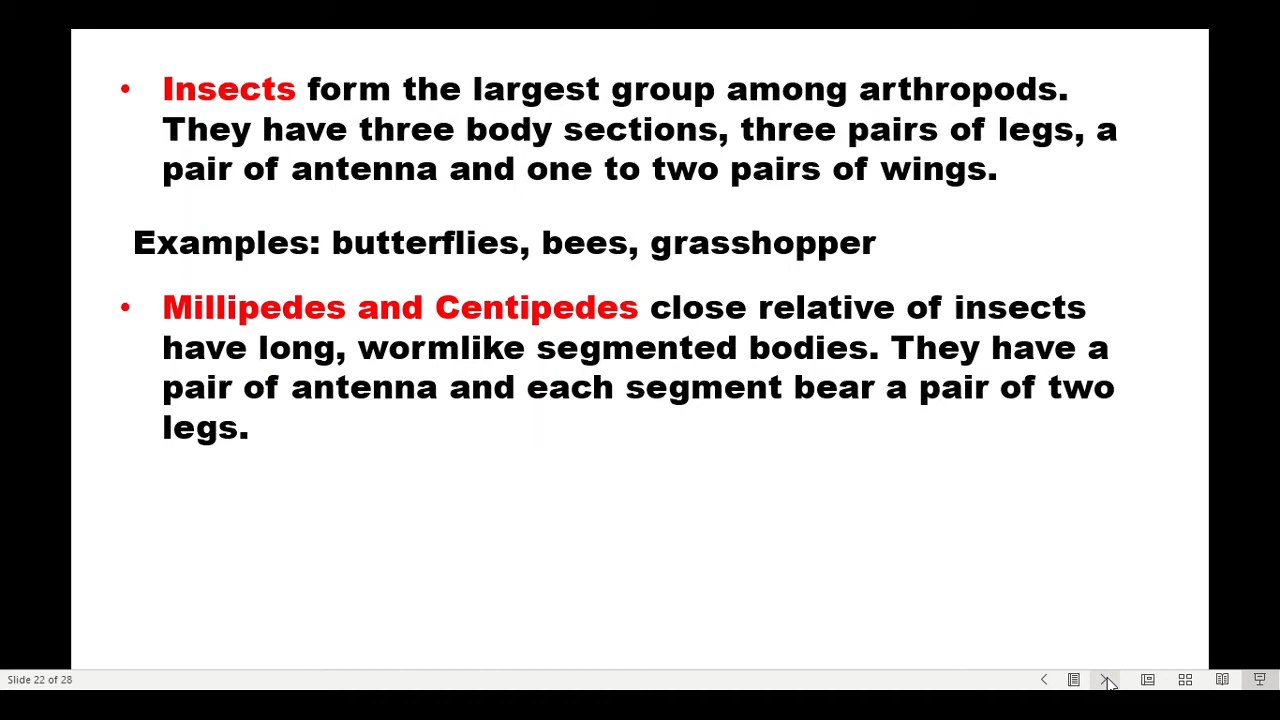 • Insects form the largest group among arthropods.
They have three body sections, three pairs of legs, a
pair of antenna and one to two pairs of wings.
Examples: butterflies, bees, grasshopper
• Millipedes and Centipedes close relative of insects
have long, wormlike segmented bodies. They have a
pair of antenna and each segment bear a pair of two
legs.
Slide 22 of 28